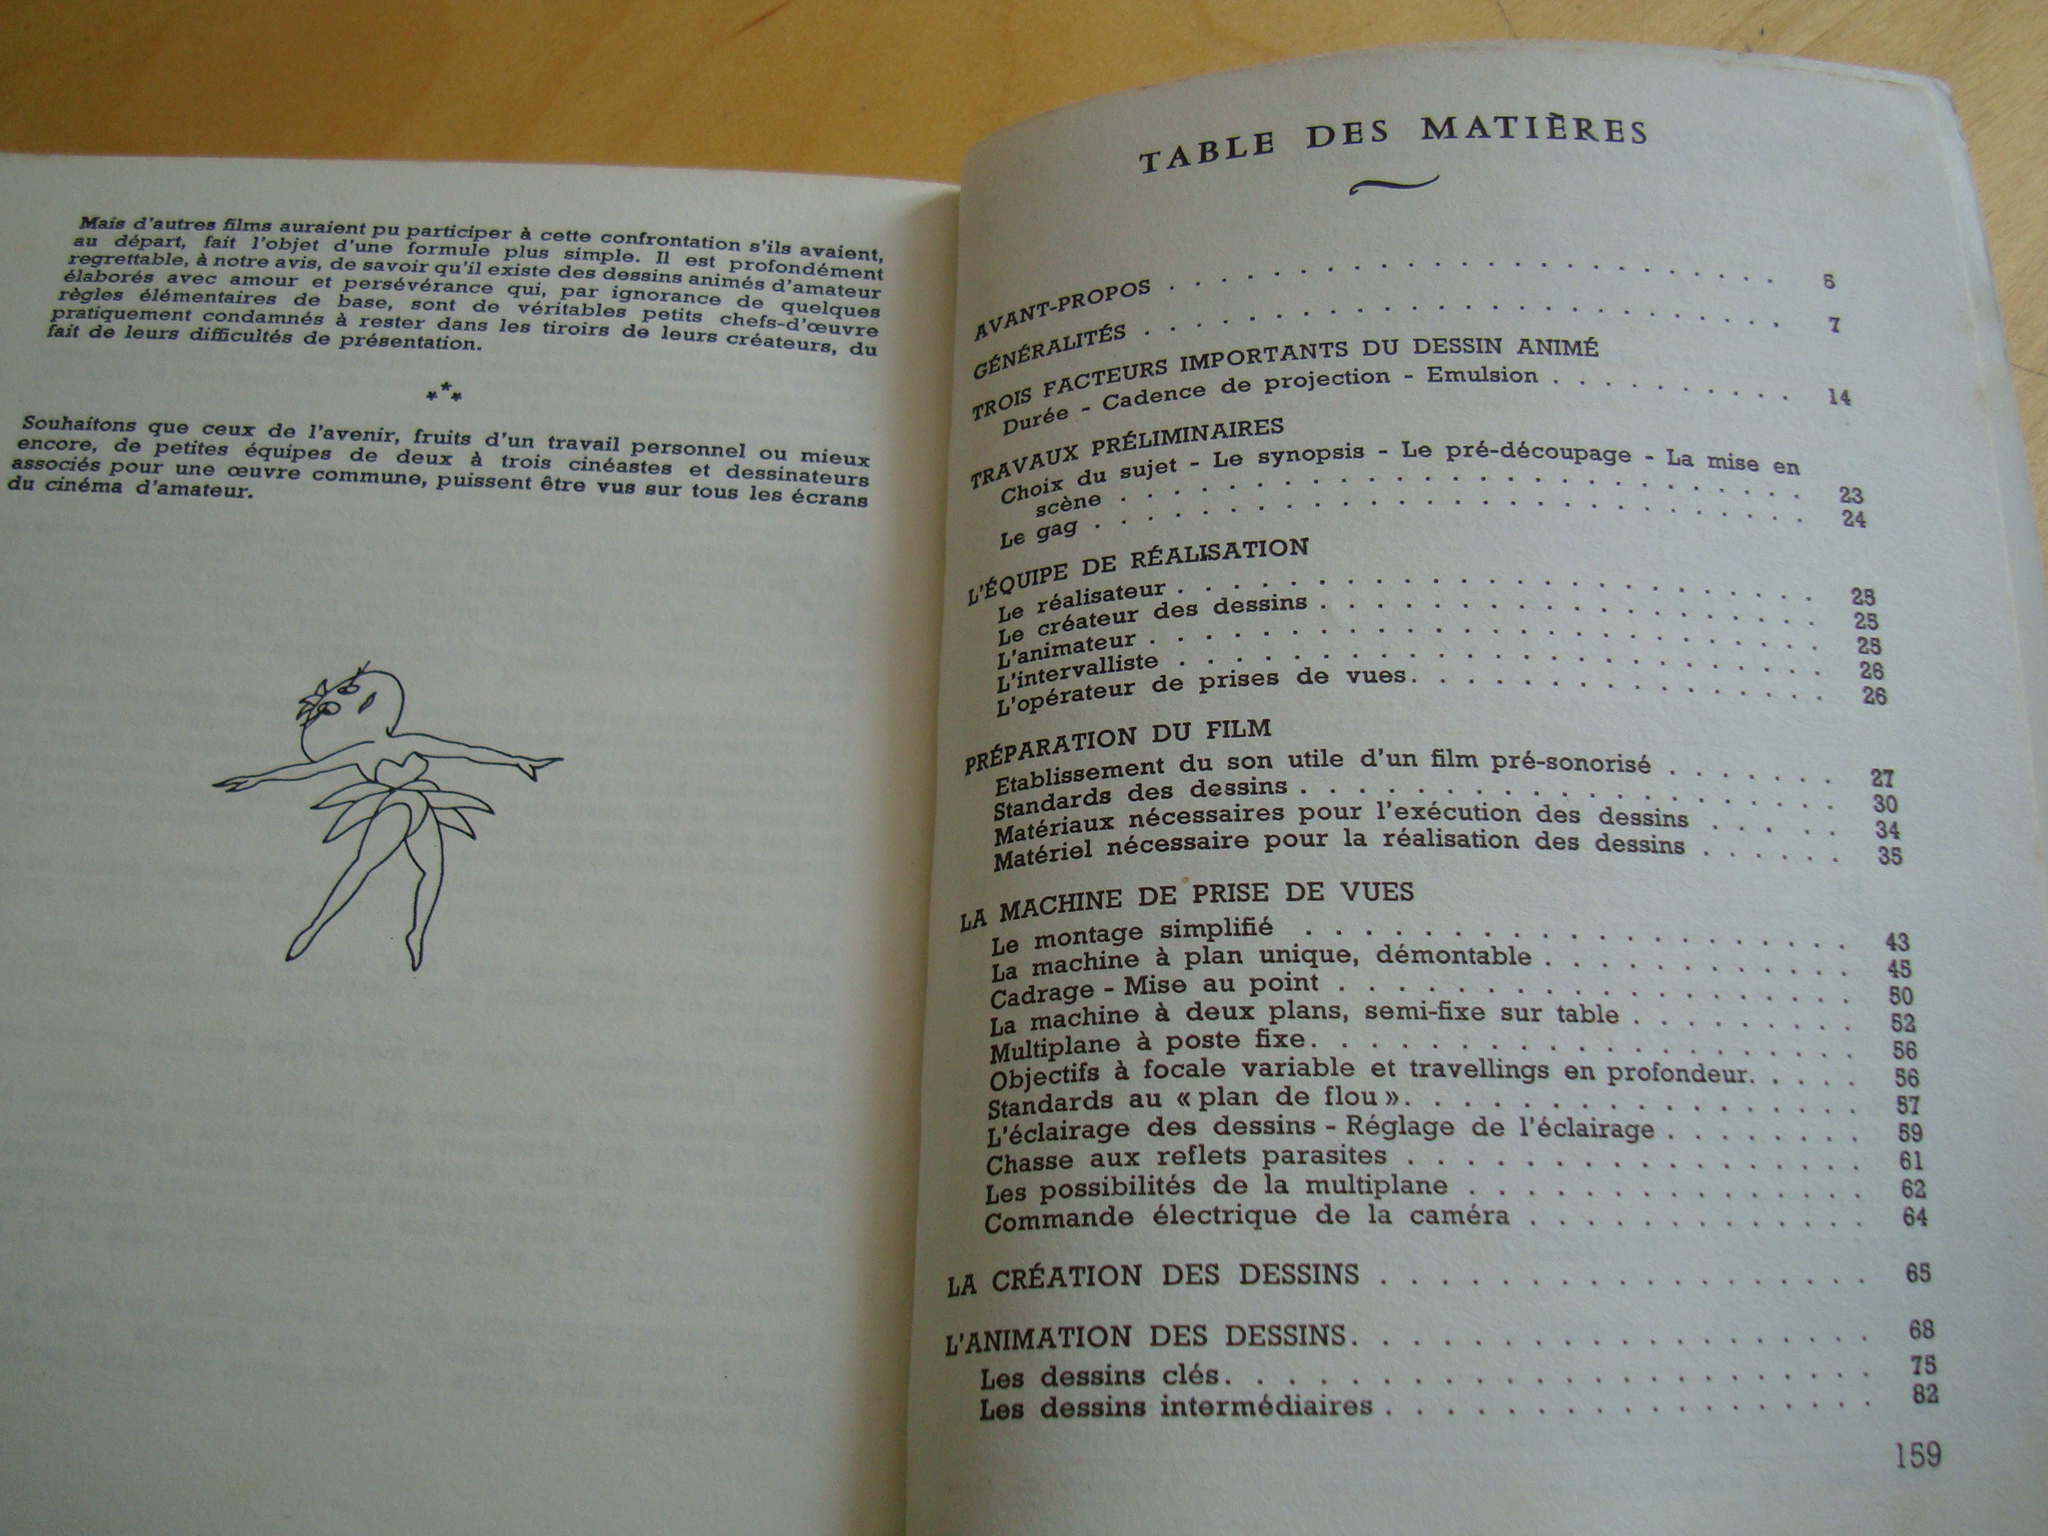 Mais d'autres films auraient pu participer à cette confrontation s'ils avaient,
au départ, fait l'objet d'une formule plus simple. Il est profondément
regrettable, à notre avis, de savoir qu'il existe des dessins animés d'amateur
élaborés avec amour et persévérance qui, par ignorance de quelques
règles élémentaires de base, sont de véritables petits chefs-d'œuvre
pratiquement condamnés à rester dans les tiroirs de leurs créateurs, du
fait de leurs difficultés de présentation.
***
Souhaitons que ceux de l'avenir, fruits d'un travail personnel ou mieux
encore, de petites équipes de deux à trois cinéastes et dessinateurs
associés pour une œuvre commune, puissent être vus sur tous les écrans
du cinéma d'amateur.
TABLE DES MATIÈRES
AVANT-PROPOS . . . . . . . . . . . . . . . . . . . .
GÉNÉRALITÉS . . . . . . . . . . . . . . . . . . . . 7
TROIS FACTEURS IMPORTANTS DU DESSIN ANIMÉ
Durée - Cadence de projection - Emulsion . . . . . . . . . 14
TRAVAUX PRÉLIMINAIRES
Choix du sujet - Le synopsis - Le pré-découpage - La mise en
scène . . . . . . . . . . . . . . . . . . . . 23
Le gag . . . . . . . . . . . . . . . . . . . . 24
L'ÉQUIPE DE RÉALISATION
Le réalisateur . . . . . . . . . . . . . . . . . . 25
Le créateur des dessins . . . . . . . . . . . . . . 25
L'animateur . . . . . . . . . . . . . . . . . . . 25
L'intervalliste . . . . . . . . . . . . . . . . . . 26
L'opérateur de prises de vues. . . . . . . . . . . . . 26
PRÉPARATION DU FILM
Etablissement du son utile d'un film pré-sonorisé . . . . . . . 27
Standards des dessins . . . . . . . . . . . . . . . 30
Matériaux nécessaires pour l'exécution des dessins . . . . . 34
Matériel nécessaire pour la réalisation des dessins . . . . . . 35
LA MACHINE DE PRISE DE VUES
Le montage simplifié . . . . . . . . . . . . . . . 43
La machine à plan unique, démontable . . . . . . . . . . 45
Cadrage - Mise au point . . . . . . . . . . . . . . 50
La machine à deux plans, semi-fixe sur table . . . . . . . . 52
Multiplane à poste fixe. . . . . . . . . . . . . . . 56
Objectifs à focale variable et travellings en profondeur. . . . . 56
Standards au « plan de flou ». . . . . . . . . . . . . 57
L'éclairage des dessins - Réglage de l'éclairage . . . . . . . 59
Chasse aux reflets parasites . . . . . . . . . . . . . 61
Les possibilités de la multiplane . . . . . . . . . . . 62
Commande électrique de la caméra . . . . . . . . . . 64
LA CRÉATION DES DESSINS . . . . . . . . . . . . . . 65
L'ANIMATION DES DESSINS. . . . . . . . . . . . . . 68
Les dessins clés. . . . . . . . . . . . . . . . . 75
Les dessins intermédiaires . . . . . . . . . . . . . 82
159